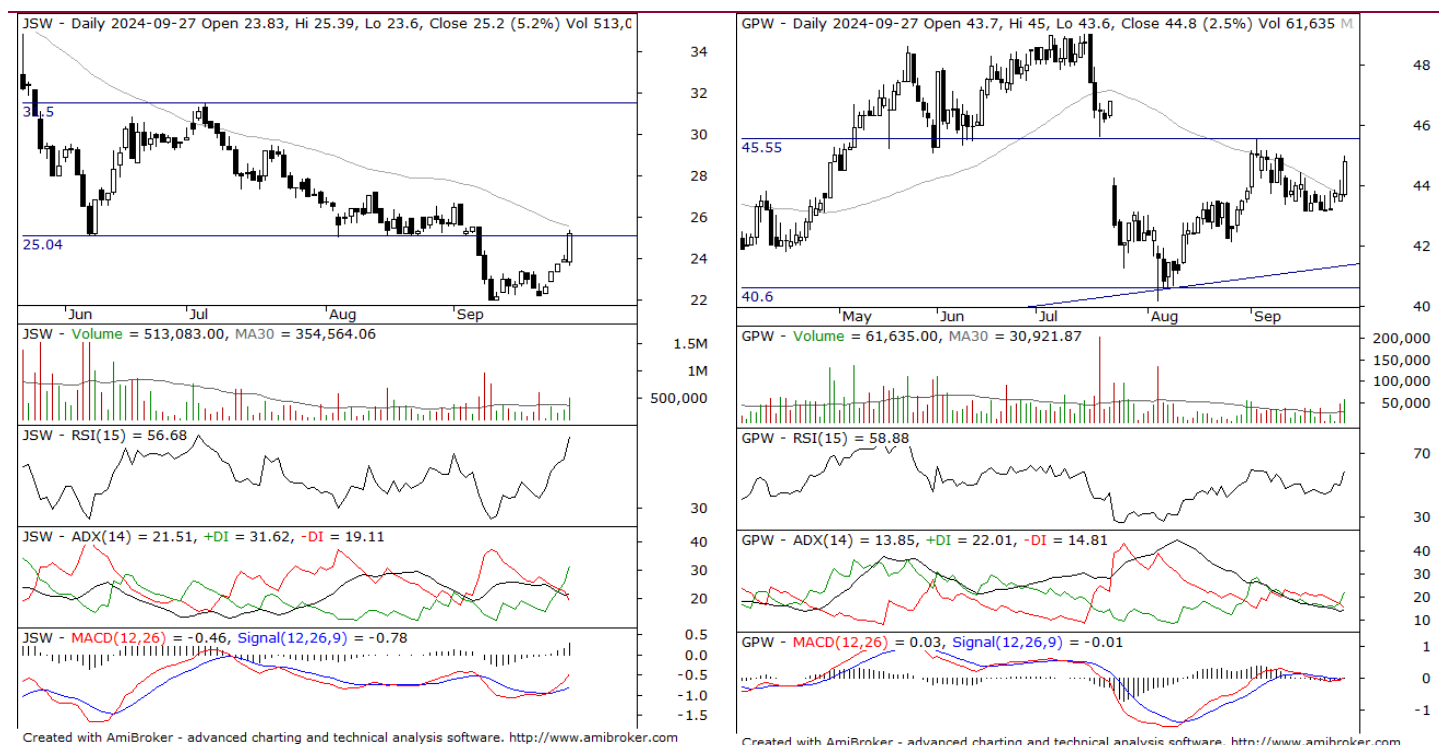 JSW - Daily 2024-09-27 Open 23.83, Hi 25.39, Lo 23.6, Close 25.2 (5.2%) Vol 513,0
34
32
30
28
26
24
22
31.5
25.04
Jun
Jul
Aug
Sep
JSW - Volume = 513,083.00, MA30 = 354,564.06
1.5M
1M
500,000
JSW - RSI(15) = 56.68
30
JSW - ADX(14) = 21.51, +DI = 31.62, -DI = 19.11
40
30
20
JSW - MACD(12,26) = -0.46, Signal(12,26,9) = -0.78
0.5
0.0
-0.5
-1.0
-1.5
Created with AmiBroker - advanced charting and technical analysis software. http://www.amibroker.com
GPW - Daily 2024-09-27 Open 43.7, Hi 45, Lo 43.6, Close 44.8 (2.5%) Vol 61,635 M
48
46
44
42
40
45.55
40.6
May
Jun
Jul
Aug
Sep
GPW - Volume = 61,635.00, MA30 = 30,921.87
200,000
150,000
100,000
50,000
GPW - RSI(15) = 58.88
70
30
GPW - ADX(14) = 13.85, +DI = 22.01, -DI = 14.81
40
30
20
10
GPW - MACD(12,26) = 0.03, Signal(12,26,9) = -0.01
1
0
-1
Created with AmiBroker - advanced charting and technical analysis software. http://www.amibroker.com